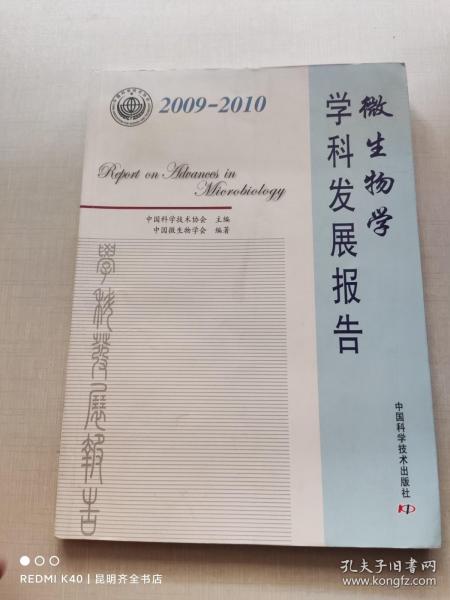 2009-2010
Report on Advances in
Microbiology
中国科学技术协会 主编
中国微生物学会 编著
微生物学
学科发展报告
學科發展報告
中国科学技术出版社
REDMI K40 | 昆明齐全书店
孔夫子旧书网
www.kongfz.com